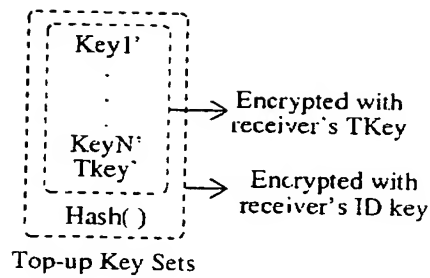 Key1'
.
.
.
KeyN'
Tkey'
Hash( )
Encrypted with
receiver's TKey
Encrypted with
receiver's ID key
Top-up Key Sets